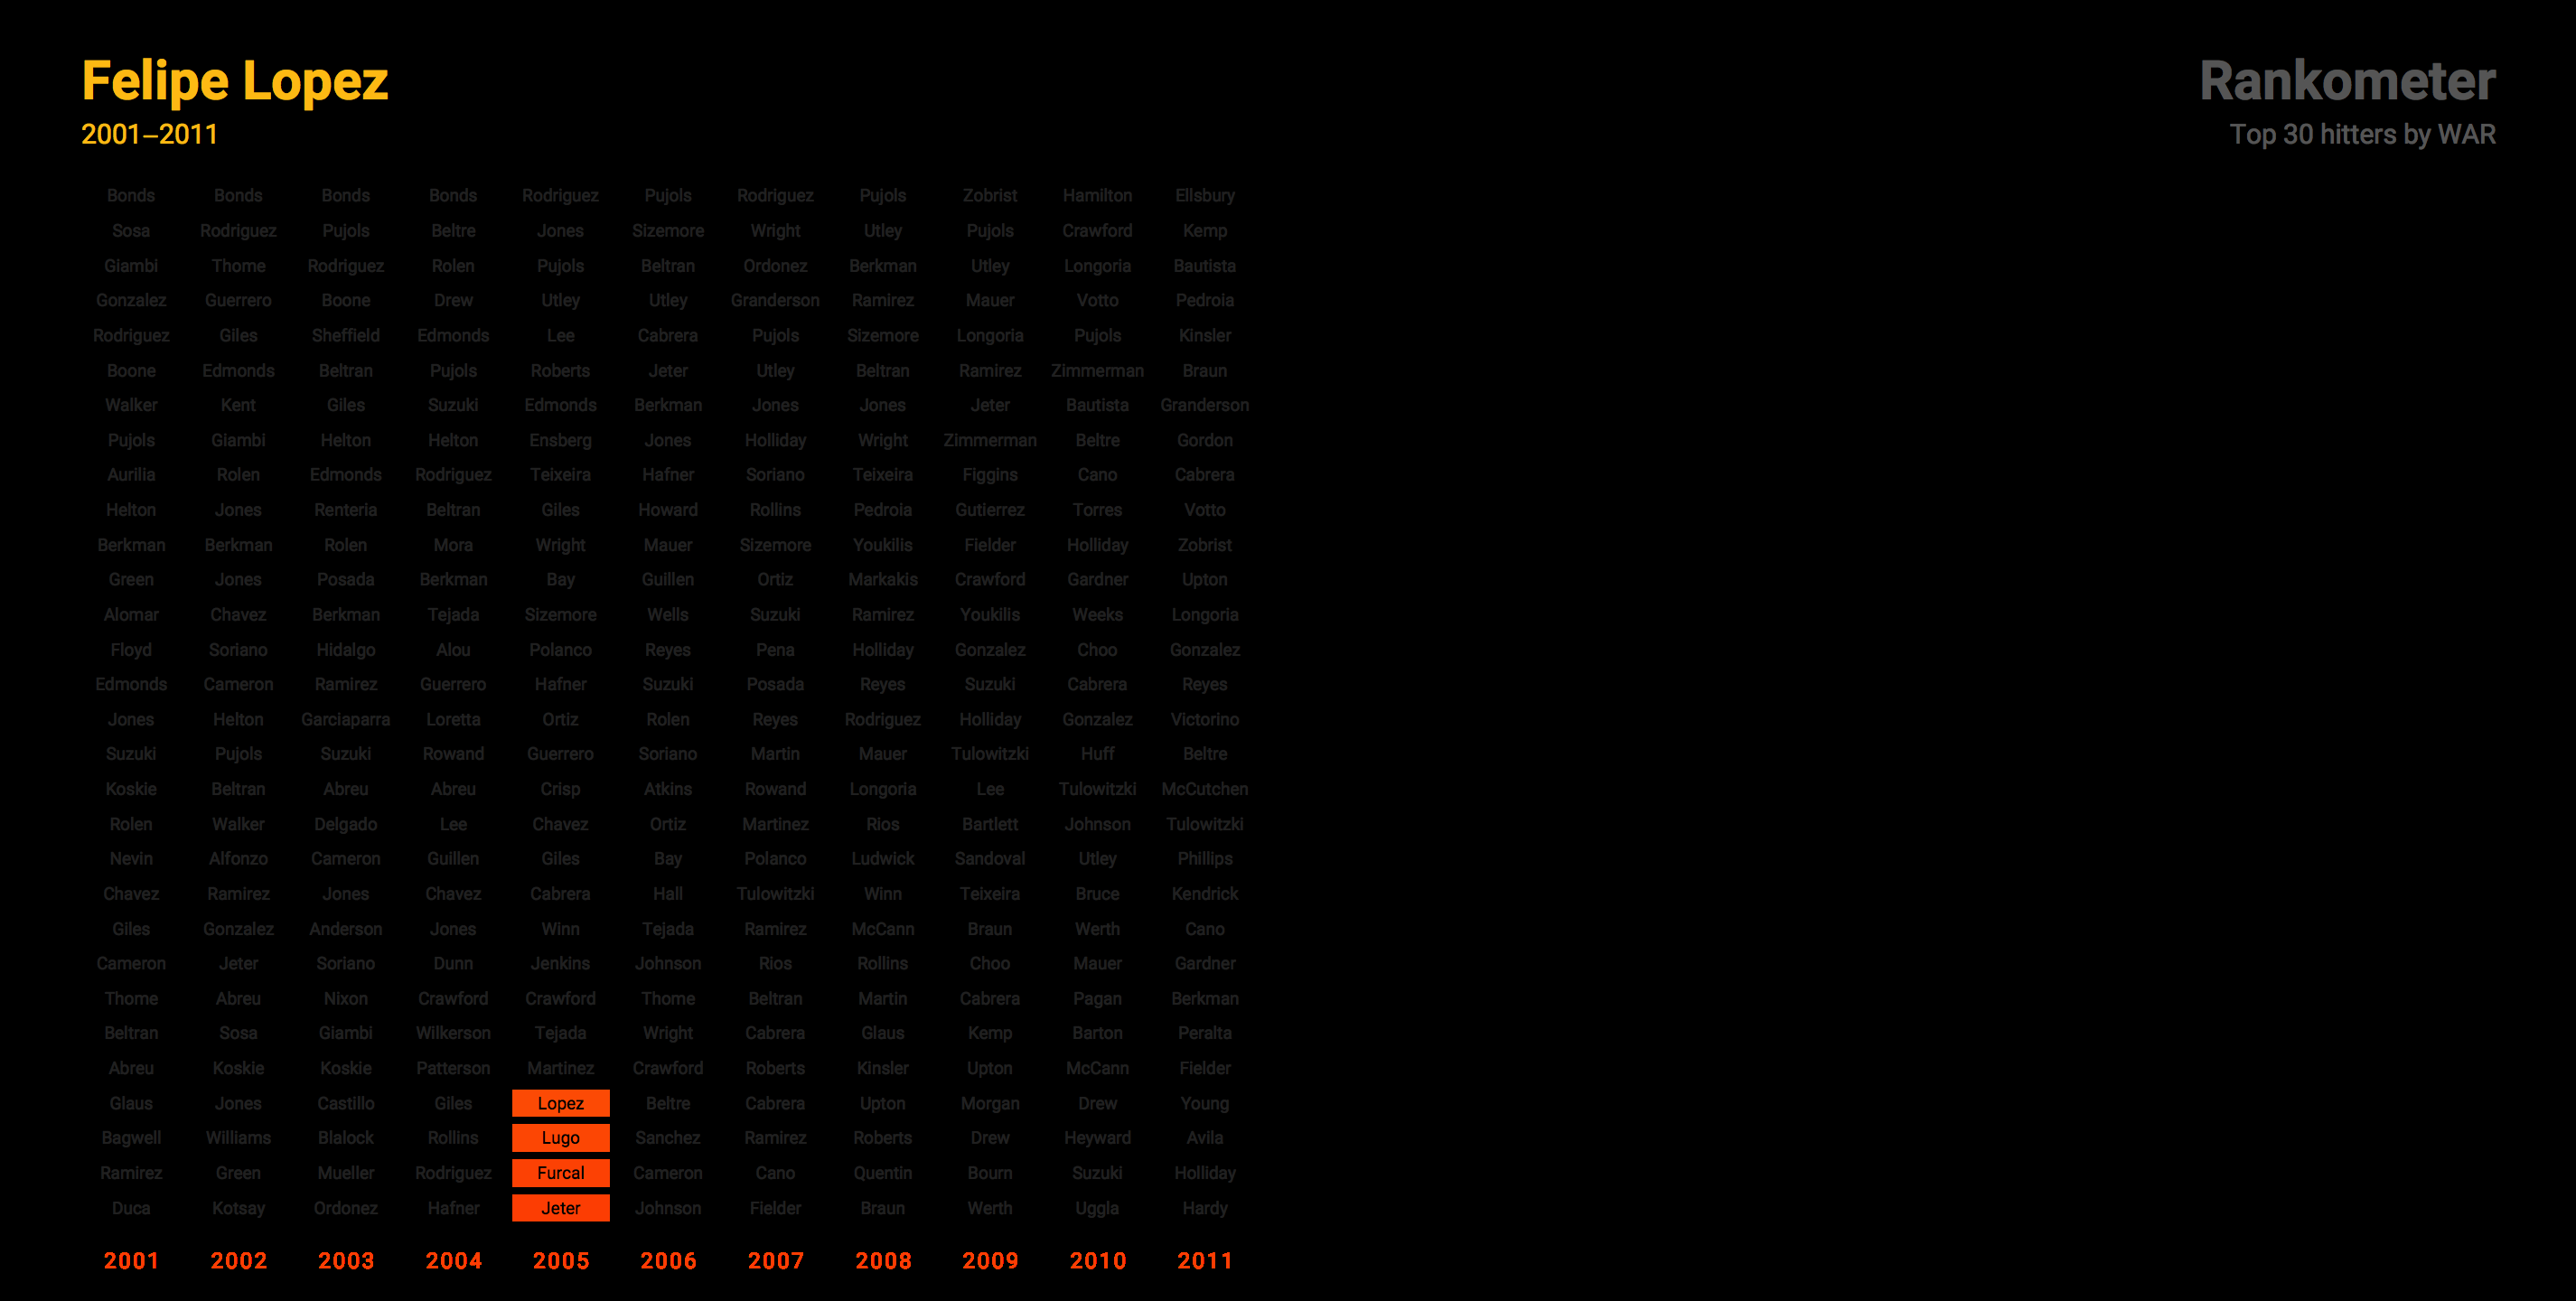 Felipe Lopez
2001–2011
Rankometer
Top 30 hitters by WAR
Bonds Bonds Bonds Bonds Rodriguez Pujols Rodriguez Pujols Zobrist Hamilton Ellsbury
Sosa Rodriguez Pujols Beltre Jones Sizemore Wright Utley Pujols Crawford Kemp
Giambi Thome Rodriguez Rolen Pujols Beltran Ordonez Berkman Utley Longoria Bautista
Gonzalez Guerrero Boone Drew Utley Utley Granderson Ramirez Mauer Votto Pedroia
Rodriguez Giles Sheffield Edmonds Lee Cabrera Pujols Sizemore Longoria Pujols Kinsler
Boone Edmonds Beltran Pujols Roberts Jeter Utley Beltran Ramirez Zimmerman Braun
Walker Kent Giles Suzuki Edmonds Berkman Jones Jones Jeter Bautista Granderson
Pujols Giambi Helton Helton Ensberg Jones Holliday Wright Zimmerman Beltre Gordon
Aurilia Rolen Edmonds Rodriguez Teixeira Hafner Soriano Teixeira Figgins Cano Cabrera
Helton Jones Renteria Beltran Giles Howard Rollins Pedroia Gutierrez Torres Votto
Berkman Berkman Rolen Mora Wright Mauer Sizemore Youkilis Fielder Holliday Zobrist
Green Jones Posada Berkman Bay Guillen Ortiz Markakis Crawford Gardner Upton
Alomar Chavez Berkman Tejada Sizemore Wells Suzuki Ramirez Youkilis Weeks Longoria
Floyd Soriano Hidalgo Alou Polanco Reyes Pena Holliday Gonzalez Choo Gonzalez
Edmonds Cameron Ramirez Guerrero Hafner Suzuki Posada Reyes Suzuki Cabrera Reyes
Jones Helton Garciaparra Loretta Ortiz Rolen Reyes Rodriguez Holliday Gonzalez Victorino
Suzuki Pujols Suzuki Rowand Guerrero Soriano Martin Mauer Tulowitzki Huff Beltre
Koskie Beltran Abreu Abreu Crisp Atkins Rowand Longoria Lee Tulowitzki McCutchen
Rolen Walker Delgado Lee Chavez Ortiz Martinez Rios Bartlett Johnson Tulowitzki
Nevin Alfonzo Cameron Guillen Giles Bay Polanco Ludwick Sandoval Utley Phillips
Chavez Ramirez Jones Chavez Cabrera Hall Tulowitzki Winn Teixeira Bruce Kendrick
Giles Gonzalez Anderson Jones Winn Tejada Ramirez McCann Braun Werth Cano
Cameron Jeter Soriano Dunn Jenkins Johnson Rios Rollins Choo Mauer Gardner
Thome Abreu Nixon Crawford Crawford Thome Beltran Martin Cabrera Pagan Berkman
Beltran Sosa Giambi Wilkerson Tejada Wright Cabrera Glaus Kemp Barton Peralta
Abreu Koskie Koskie Patterson Martinez Crawford Roberts Kinsler Upton McCann Fielder
Glaus Jones Castillo Giles Lopez Beltre Cabrera Upton Morgan Drew Young
Bagwell Williams Blalock Rollins Lugo Sanchez Ramirez Roberts Drew Heyward Avila
Ramirez Green Mueller Rodriguez Furcal Cameron Cano Quentin Bourn Suzuki Holliday
Duca Kotsay Ordonez Hafner Jeter Johnson Fielder Braun Werth Uggla Hardy
2001 2002 2003 2004 2005 2006 2007 2008 2009 2010 2011